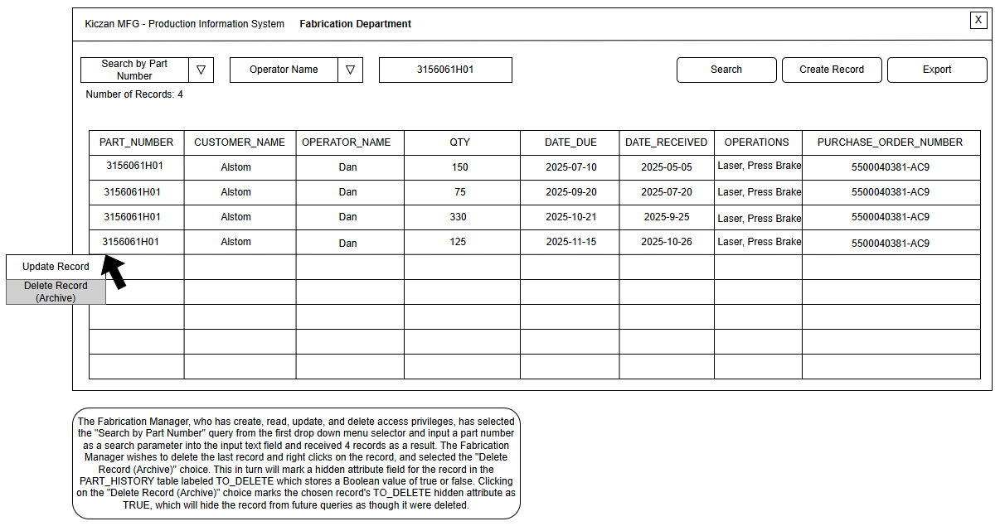 Kiczan MFG - Production Information System Fabrication Department X
Search by Part
Number ▽ Operator Name ▽ 3156061H01 Search Create Record Export
Number of Records: 4
PART_NUMBER CUSTOMER_NAME OPERATOR_NAME QTY DATE_DUE DATE_RECEIVED OPERATIONS PURCHASE_ORDER_NUMBER
3156061H01 Alstom Dan 150 2025-07-10 2025-05-05 Laser, Press Brake 5500040381-AC9
3156061H01 Alstom Dan 75 2025-09-20 2025-07-20 Laser, Press Brake 5500040381-AC9
3156061H01 Alstom Dan 330 2025-10-21 2025-9-25 Laser, Press Brake 5500040381-AC9
3156061H01 Alstom Dan 125 2025-11-15 2025-10-26 Laser, Press Brake 5500040381-AC9
Update Record
Delete Record
(Archive)
The Fabrication Manager, who has create, read, update, and delete access privileges, has selected
the "Search by Part Number" query from the first drop down menu selector and input a part number
as a search parameter into the input text field and received 4 records as a result. The Fabrication
Manager wishes to delete the last record and right clicks on the record, and selected the "Delete
Record (Archive)" choice. This in turn will mark a hidden attribute field for the record in the
PART_HISTORY table labeled TO_DELETE which stores a Boolean value of true or false. Clicking
on the "Delete Record (Archive)" choice marks the chosen record's TO_DELETE hidden attribute as
TRUE, which will hide the record from future queries as though it were deleted.